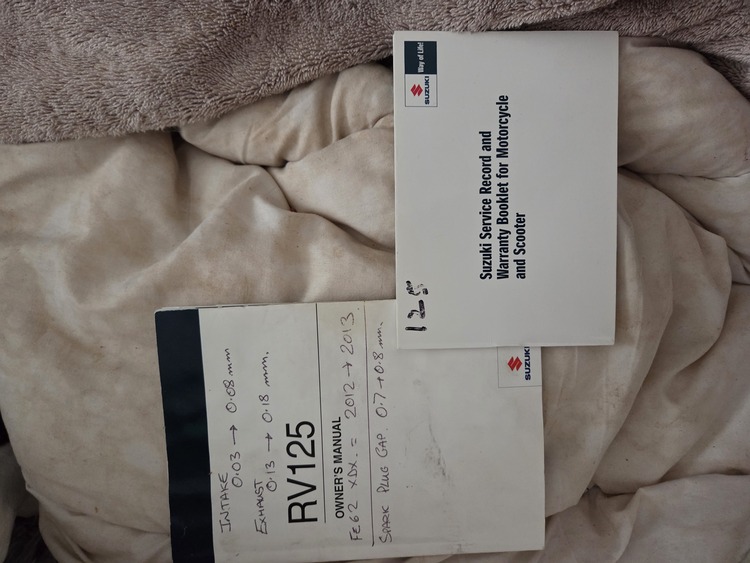 SUZUKI
Way of Life!
Suzuki Service Record and
Warranty Booklet for Motorcycle
and Scooter
125
INTAKE
0.03 → 0.08 mm
EXHAUST
0.13 → 0.18 mm.
RV125
OWNER'S MANUAL
FE62 XDX. = 2012 → 2013.
SPARK PLUG GAP. 0.7→0.8 mm.
SUZUKI